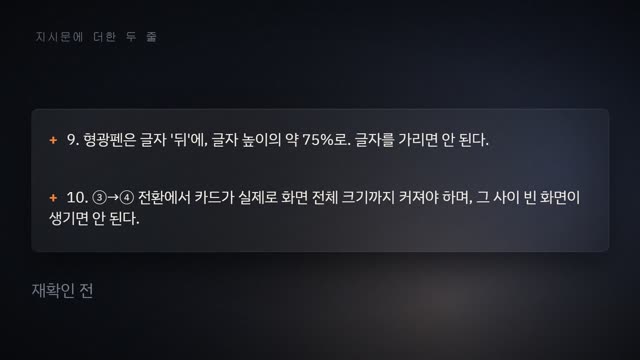 지시문에 더한 두 줄
+ 9. 형광펜은 글자 '뒤'에, 글자 높이의 약 75%로. 글자를 가리면 안 된다.
+ 10. ③→④ 전환에서 카드가 실제로 화면 전체 크기까지 커져야 하며, 그 사이 빈 화면이
생기면 안 된다.
재확인 전